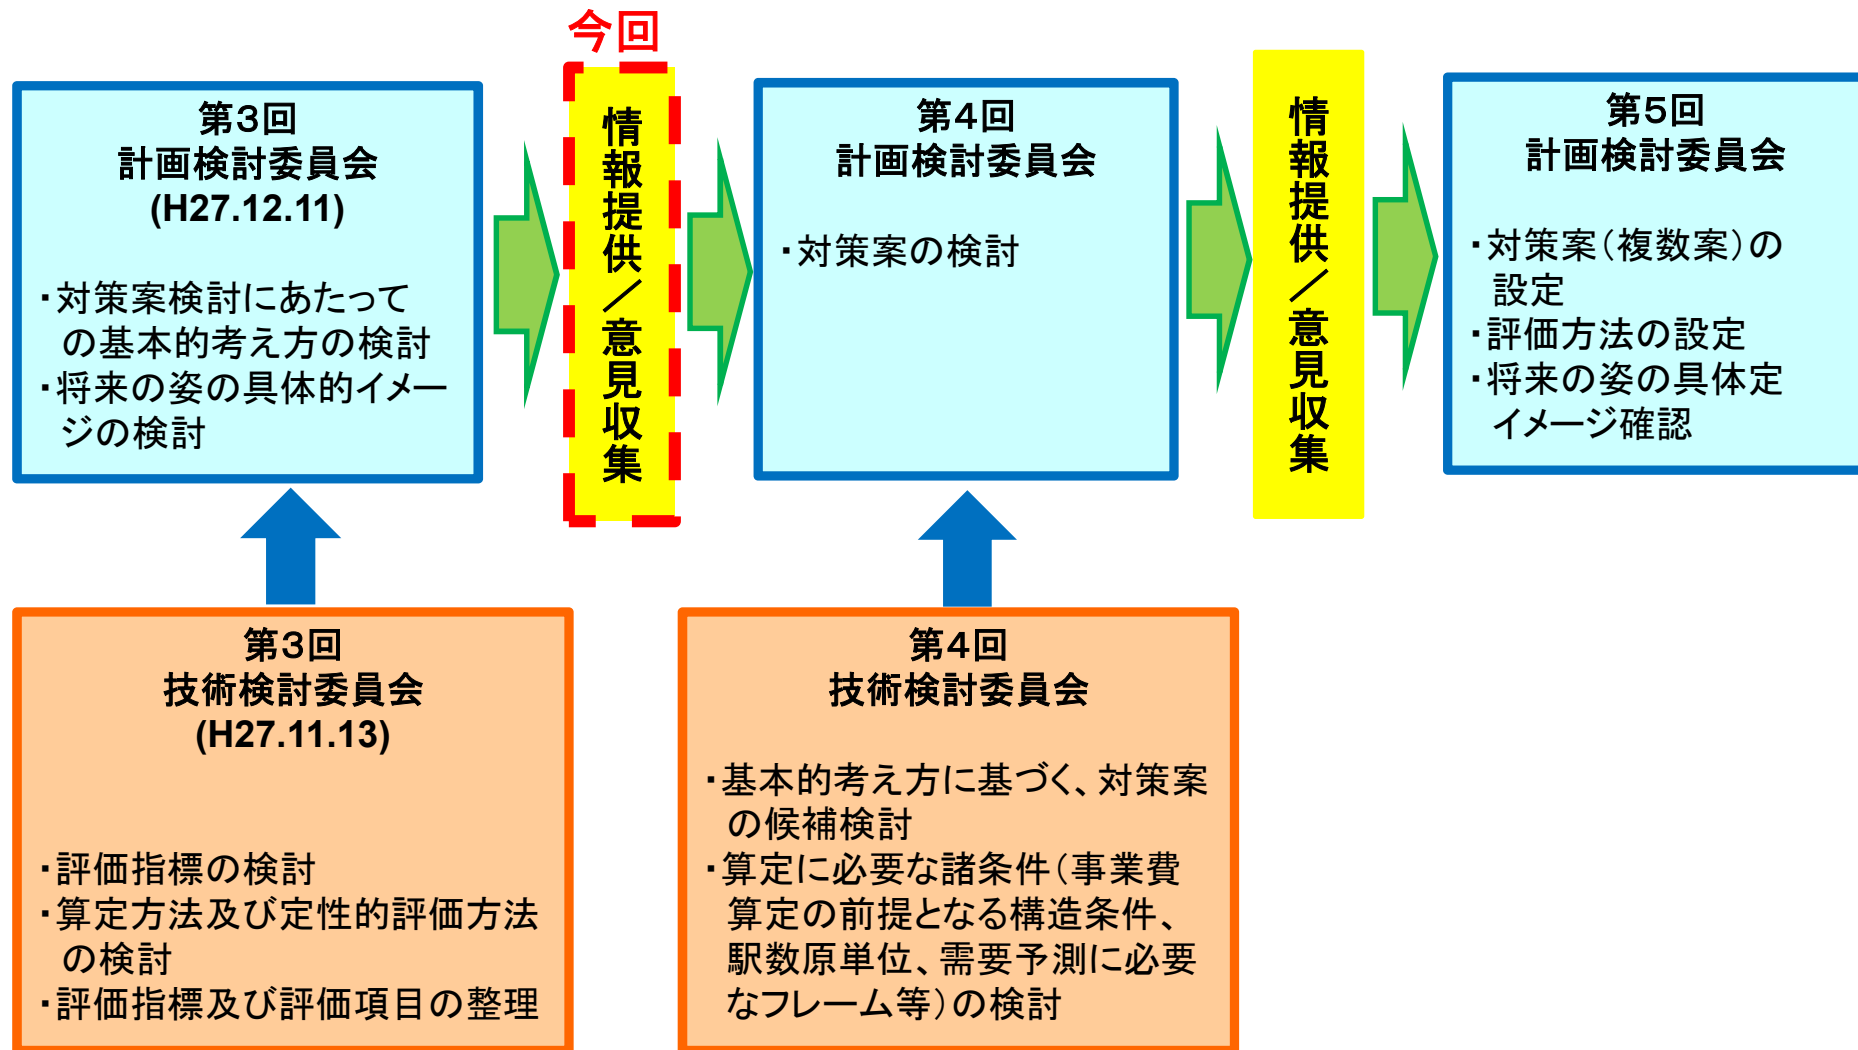 今回
第3回
計画検討委員会
(H27.12.11)
・対策案検討にあたって
の基本的考え方の検討
・将来の姿の具体的イメー
ジの検討
情報提供／意見収集
第4回
計画検討委員会
・対策案の検討
情報提供／意見収集
第5回
計画検討委員会
・対策案(複数案)の
設定
・評価方法の設定
・将来の姿の具体定
イメージ確認
第3回
技術検討委員会
(H27.11.13)
・評価指標の検討
・算定方法及び定性的評価方法
の検討
・評価指標及び評価項目の整理
第4回
技術検討委員会
・基本的考え方に基づく、対策案
の候補検討
・算定に必要な諸条件(事業費
算定の前提となる構造条件、
駅数原単位、需要予測に必要
なフレーム等)の検討